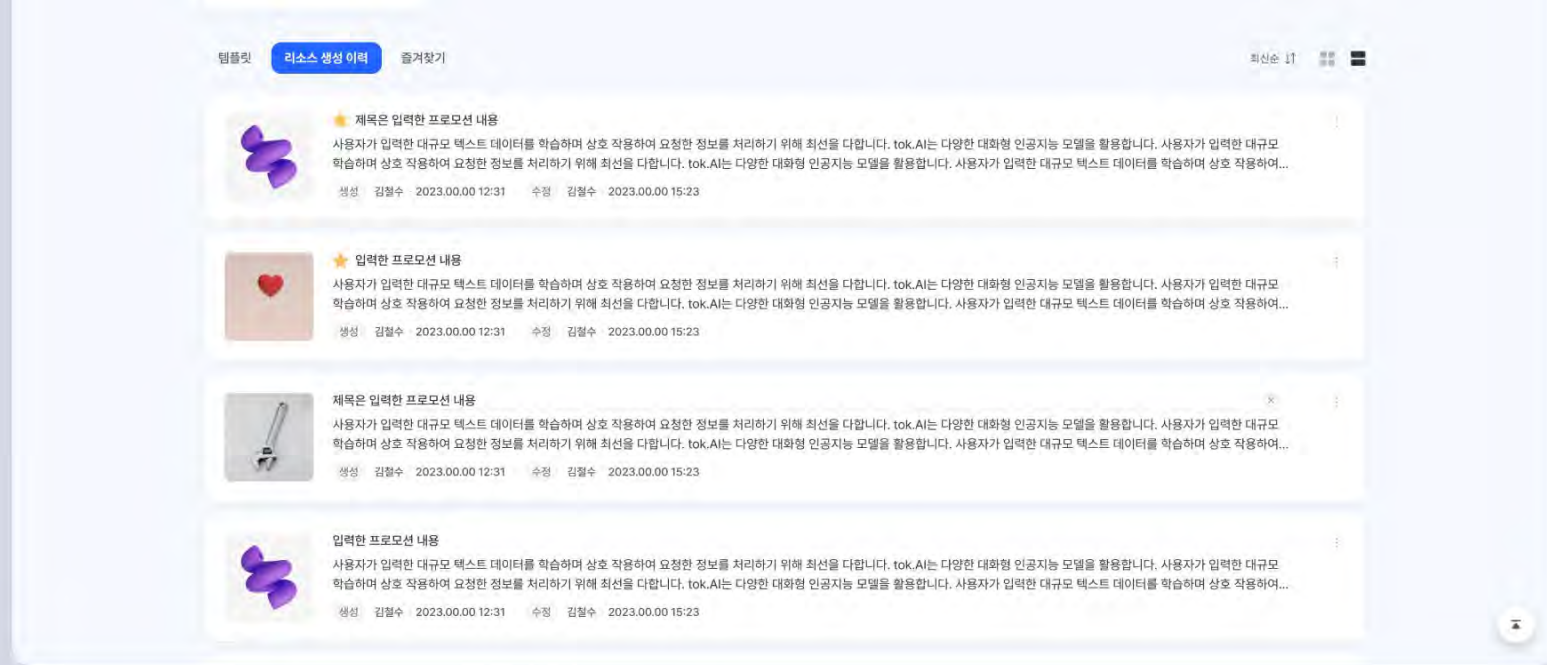 템플릿
리소스 생성 이력
즐겨찾기
최신순
제목은 입력한 프로모션 내용
사용자가 입력한 대규모 텍스트 데이터를 학습하며 상호 작용하여 요청한 정보를 처리하기 위해 최선을 다합니다. tok.AI는 다양한 대화형 인공지능 모델을 활용합니다. 사용자가 입력한 대규모
학습하며 상호 작용하여 요청한 정보를 처리하기 위해 최선을 다합니다. tok.AI는 다양한 대화형 인공지능 모델을 활용합니다. 사용자가 입력한 대규모 텍스트 데이터를 학습하며 상호 작용하여...
생성 김철수 2023.00.00 12:31 수정 김철수 2023.00.00 15:23
입력한 프로모션 내용
사용자가 입력한 대규모 텍스트 데이터를 학습하며 상호 작용하여 요청한 정보를 처리하기 위해 최선을 다합니다. tok.AI는 다양한 대화형 인공지능 모델을 활용합니다. 사용자가 입력한 대규모
학습하며 상호 작용하여 요청한 정보를 처리하기 위해 최선을 다합니다. tok.AI는 다양한 대화형 인공지능 모델을 활용합니다. 사용자가 입력한 대규모 텍스트 데이터를 학습하며 상호 작용하여...
생성 김철수 2023.00.00 12:31 수정 김철수 2023.00.00 15:23
제목은 입력한 프로모션 내용
사용자가 입력한 대규모 텍스트 데이터를 학습하며 상호 작용하여 요청한 정보를 처리하기 위해 최선을 다합니다. tok.AI는 다양한 대화형 인공지능 모델을 활용합니다. 사용자가 입력한 대규모
학습하며 상호 작용하여 요청한 정보를 처리하기 위해 최선을 다합니다. tok.AI는 다양한 대화형 인공지능 모델을 활용합니다. 사용자가 입력한 대규모 텍스트 데이터를 학습하며 상호 작용하여...
생성 김철수 2023.00.00 12:31 수정 김철수 2023.00.00 15:23
입력한 프로모션 내용
사용자가 입력한 대규모 텍스트 데이터를 학습하며 상호 작용하여 요청한 정보를 처리하기 위해 최선을 다합니다. tok.AI는 다양한 대화형 인공지능 모델을 활용합니다. 사용자가 입력한 대규모
학습하며 상호 작용하여 요청한 정보를 처리하기 위해 최선을 다합니다. tok.AI는 다양한 대화형 인공지능 모델을 활용합니다. 사용자가 입력한 대규모 텍스트 데이터를 학습하며 상호 작용하여...
생성 김철수 2023.00.00 12:31 수정 김철수 2023.00.00 15:23